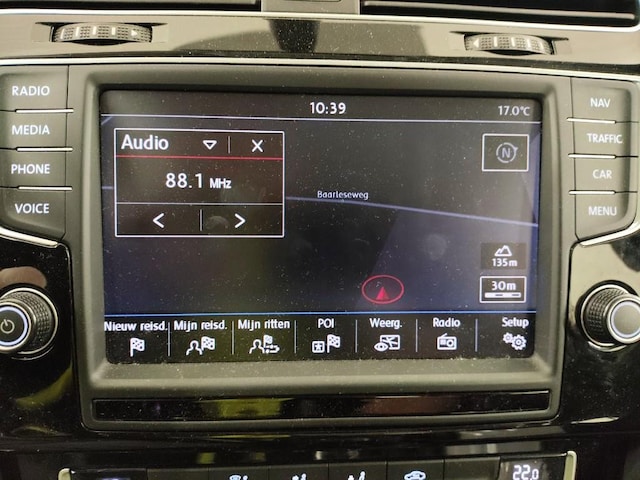 10:39
17.0°C
RADIO
MEDIA
PHONE
VOICE
NAV
TRAFFIC
CAR
MENU
Audio
88.1 MHz
< >
N
Baarleseweg
135m
30m
Nieuw reisd. Mijn reisd. Mijn ritten POI Weerg. Radio Setup
22.0